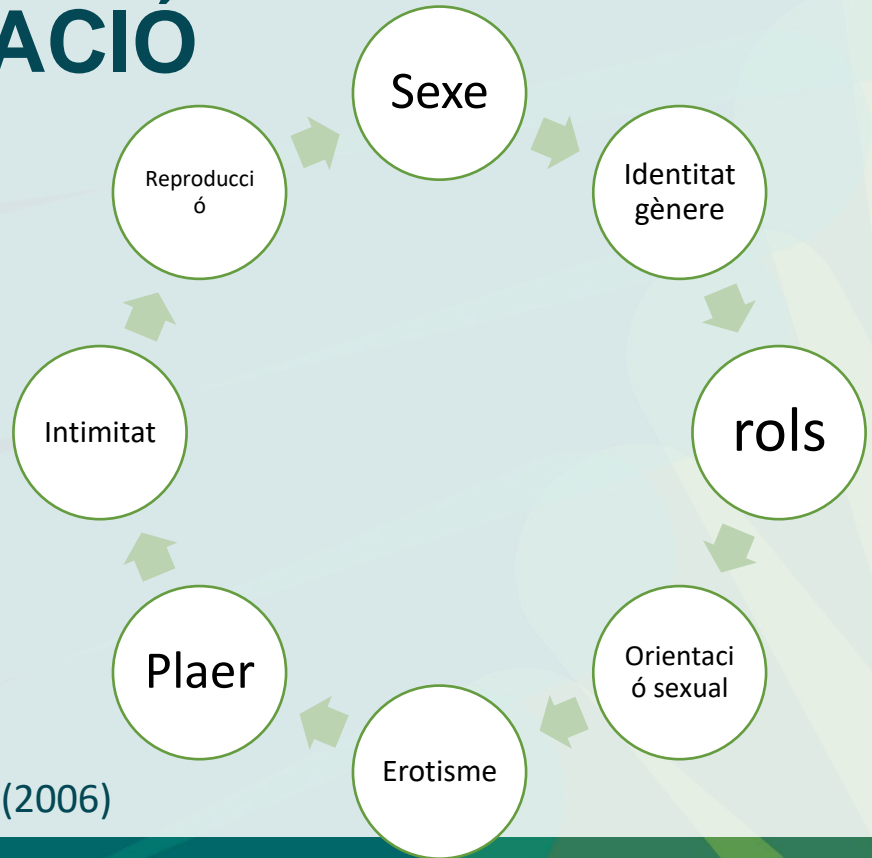 ACIÓ
Sexe
Identitat
gènere
rols
Orientaci
ó sexual
Erotisme
Plaer
Intimitat
Reproducci
ó
(2006)